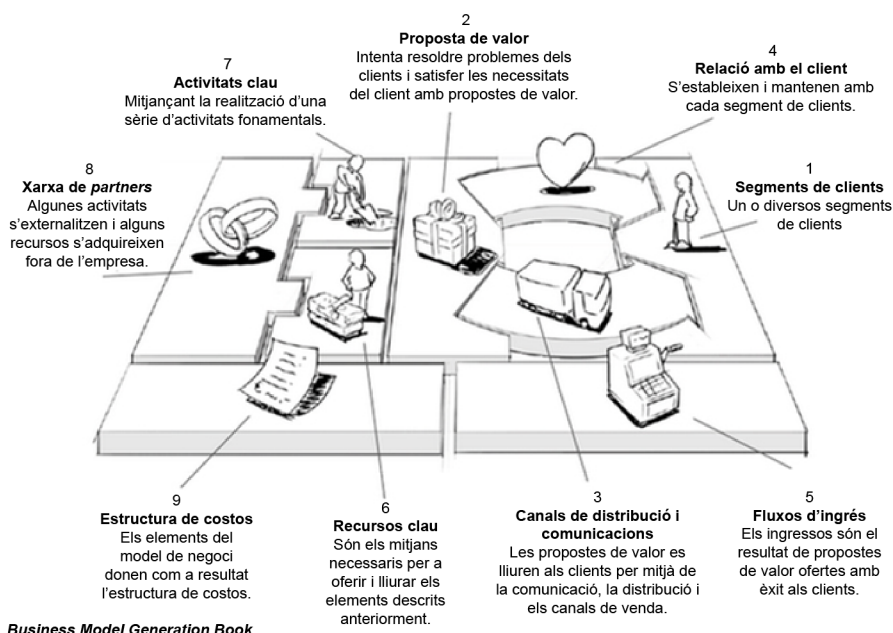 2
Proposta de valor
Intenta resoldre problemes dels
clients i satisfer les necessitats
del client amb propostes de valor.
7
Activitats clau
Mitjançant la realització d’una
sèrie d’activitats fonamentals.
4
Relació amb el client
S’estableixen i mantenen amb
cada segment de clients.
8
Xarxa de partners
Algunes activitats
s’externalitzen i alguns
recursos s’adquireixen
fora de l’empresa.
1
Segments de clients
Un o diversos segments
de clients
9
Estructura de costos
Els elements del
model de negoci
donen com a resultat
l’estructura de costos.
6
Recursos clau
Són els mitjans
necessaris per a
oferir i lliurar els
elements descrits
anteriorment.
3
Canals de distribució i
comunicacions
Les propostes de valor es
lliuren als clients per mitjà de
la comunicació, la distribució i
els canals de venda.
5
Fluxos d’ingrés
Els ingressos són el
resultat de propostes
de valor ofertes amb
èxit als clients.
Business Model Generation Book